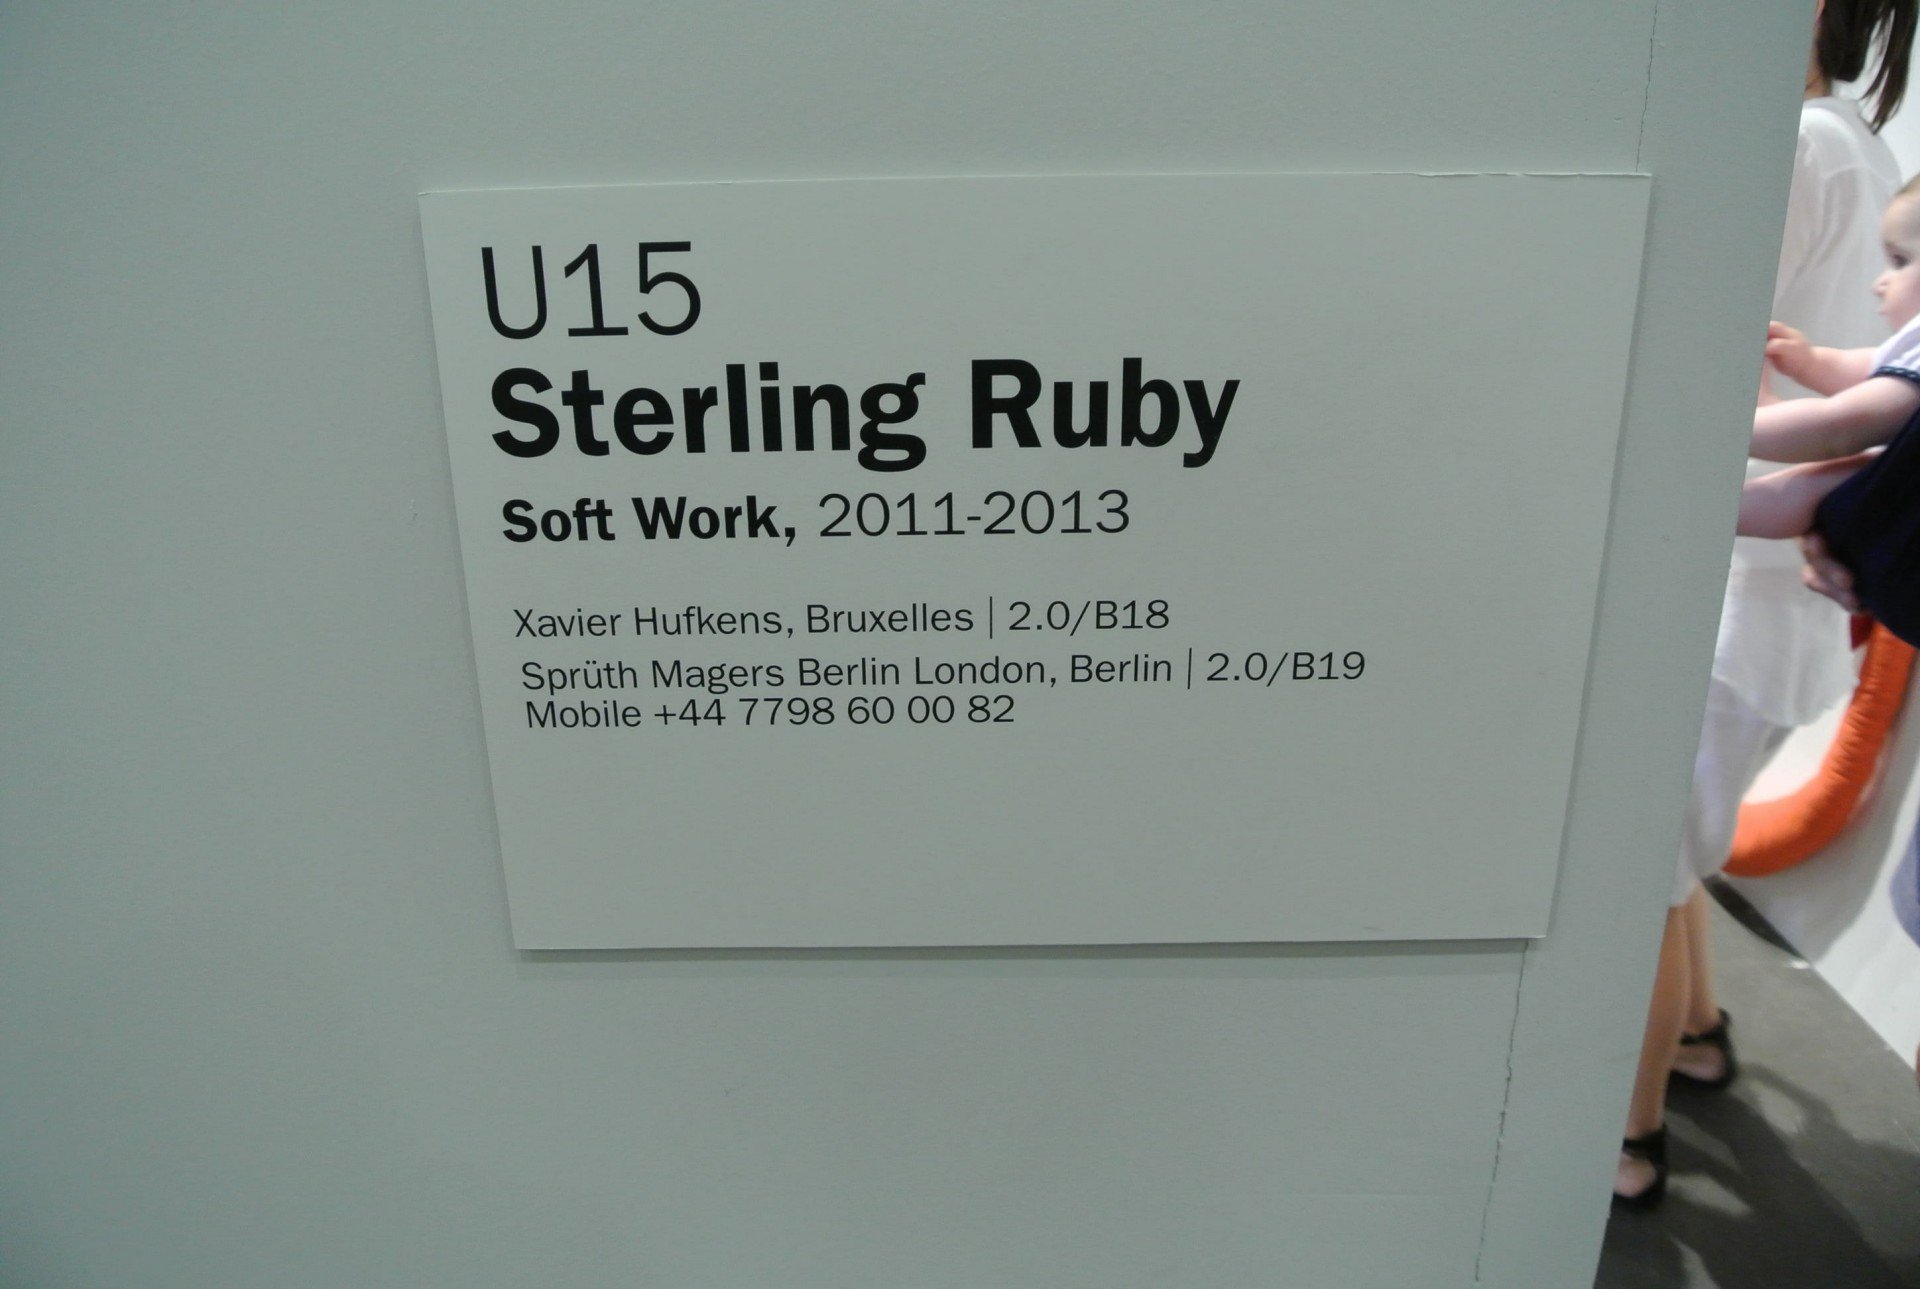 U15
Sterling Ruby
Soft Work, 2011-2013
Xavier Hufkens, Bruxelles | 2.0/B18
Sprüth Magers Berlin London, Berlin | 2.0/B19
Mobile +44 7798 60 00 82